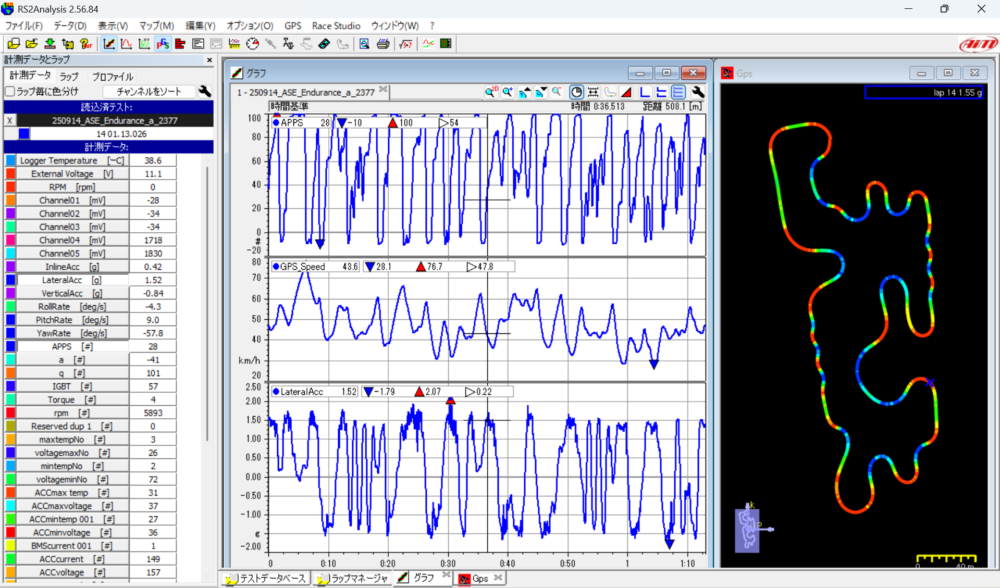 RS2Analysis 2.56.84
ファイル(F) データ(D) 表示(V) マップ(M) 編集(Y) オプション(O) GPS Race Studio ウィンドウ(W) ?
AiM
計測データとラップ
計測データ ラップ プロファイル
ラップ毎に色分け チャンネルをソート
読込済テスト:
X 250914_ASE_Endurance_a_2377
14 01.13.026
計測データ:
Logger Temperature [~C] 38.6
External Voltage [V] 11.1
RPM [rpm] 0
Channel01 [mV] -28
Channel02 [mV] -34
Channel03 [mV] -34
Channel04 [mV] 1718
Channel05 [mV] 1830
InlineAcc [g] 0.42
LateralAcc [g] 1.52
VerticalAcc [g] -0.84
RollRate [deg/s] -4.3
PitchRate [deg/s] 9.0
YawRate [deg/s] -57.8
APPS [#] 28
a [#] -41
q [#] 101
IGBT [#] 57
Torque [#] 4
rpm [#] 5893
Reserved dup 1 [#] 0
maxtempNo [#] 3
voltagemaxNo [#] 26
mintempNo [#] 2
voltageminNo [#] 72
ACCmax temp [#] 31
ACCmaxvoltage [#] 37
ACCmintemp 001 [#] 27
ACCminvoltage [#] 36
BMScurrent 001 [#] 1
ACCcurrent [#] 149
ACCvoltage [#] 157
グラフ
1 - 250914_ASE_Endurance_a_2377
時間基準 時間 0:36.513 距離 508.1 [m]
APPS 28 -10 100 54
100
80
60
40
20
0
#
-20
GPS_Speed 43.6 28.1 76.7 47.8
80
70
60
50
40
km/h
20
LateralAcc 1.52 -1.79 2.07 0.22
2.50
2.00
1.50
1.00
0.50
0.00
-0.50
-1.00
g
-2.00
0 0:10 0:20 0:30 0:40 0:50 1 1:10
Gps
lap 14 1.55 g
k
0 40 m
テストデータベース ラップマネージャ グラフ Gps